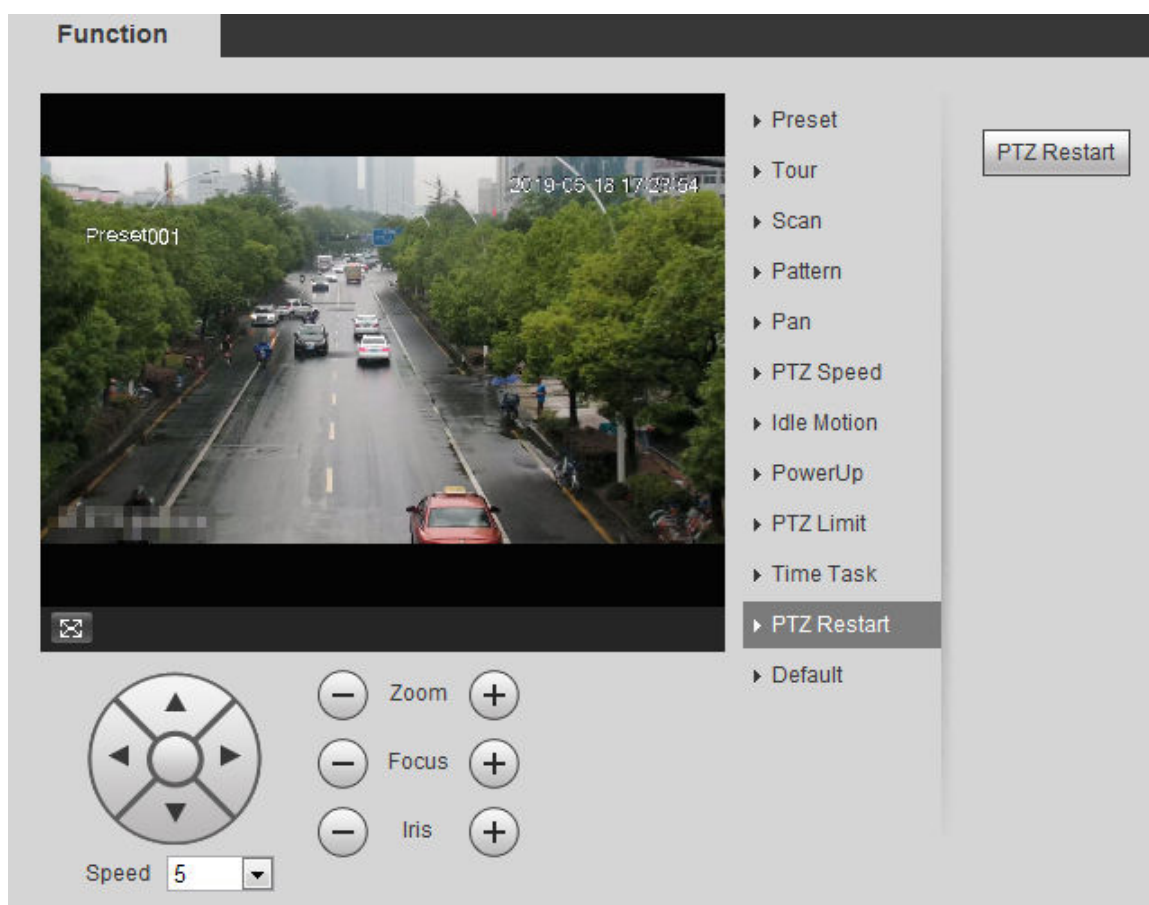 Function
2019-05-18 17:23:54
Preset001
Preset
Tour
Scan
Pattern
Pan
PTZ Speed
Idle Motion
PowerUp
PTZ Limit
Time Task
PTZ Restart
Default
PTZ Restart
Zoom
Focus
Iris
Speed 5